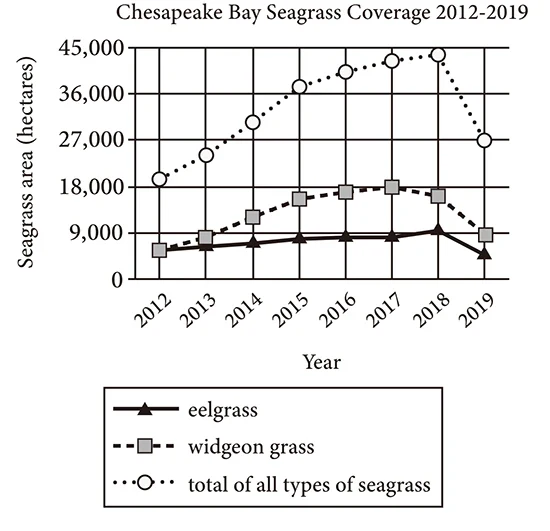 Chesapeake Bay Seagrass Coverage 2012-2019
Seagrass area (hectares)
45,000
36,000
27,000
18,000
9,000
0
2012
2013
2014
2015
2016
2017
2018
2019
Year
eelgrass
widgeon grass
total of all types of seagrass